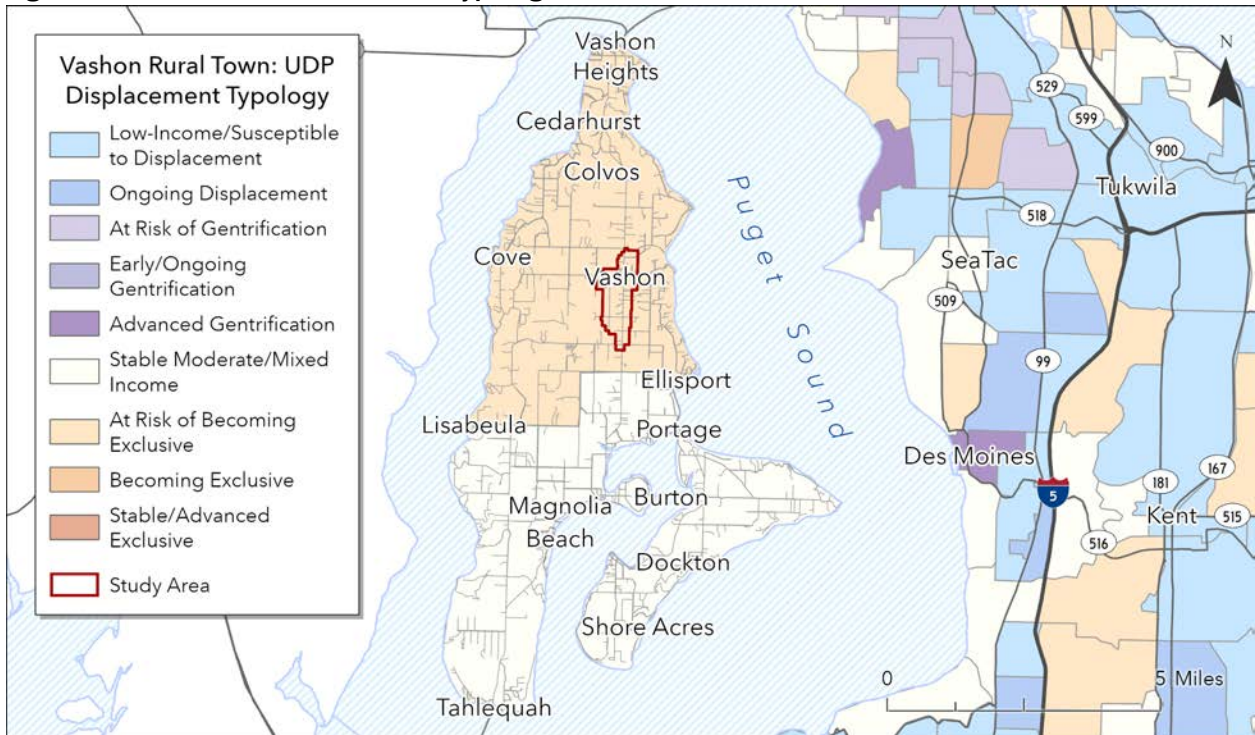 Vashon Rural Town: UDP
Displacement Typology
Low-Income/Susceptible
to Displacement
Ongoing Displacement
At Risk of Gentrification
Early/Ongoing
Gentrification
Advanced Gentrification
Stable Moderate/Mixed
Income
At Risk of Becoming
Exclusive
Becoming Exclusive
Stable/Advanced
Exclusive
Study Area
Vashon
Heights
Cedarhurst
Colvos
Cove
Vashon
Ellisport
Lisabeula
Portage
Magnolia
Beach
Burton
Dockton
Shore Acres
Tahlequah
Puget Sound
N
529
599
900
Tukwila
518
SeaTac
509
99
Des Moines
5
181
167
Kent
515
516
0
5 Miles